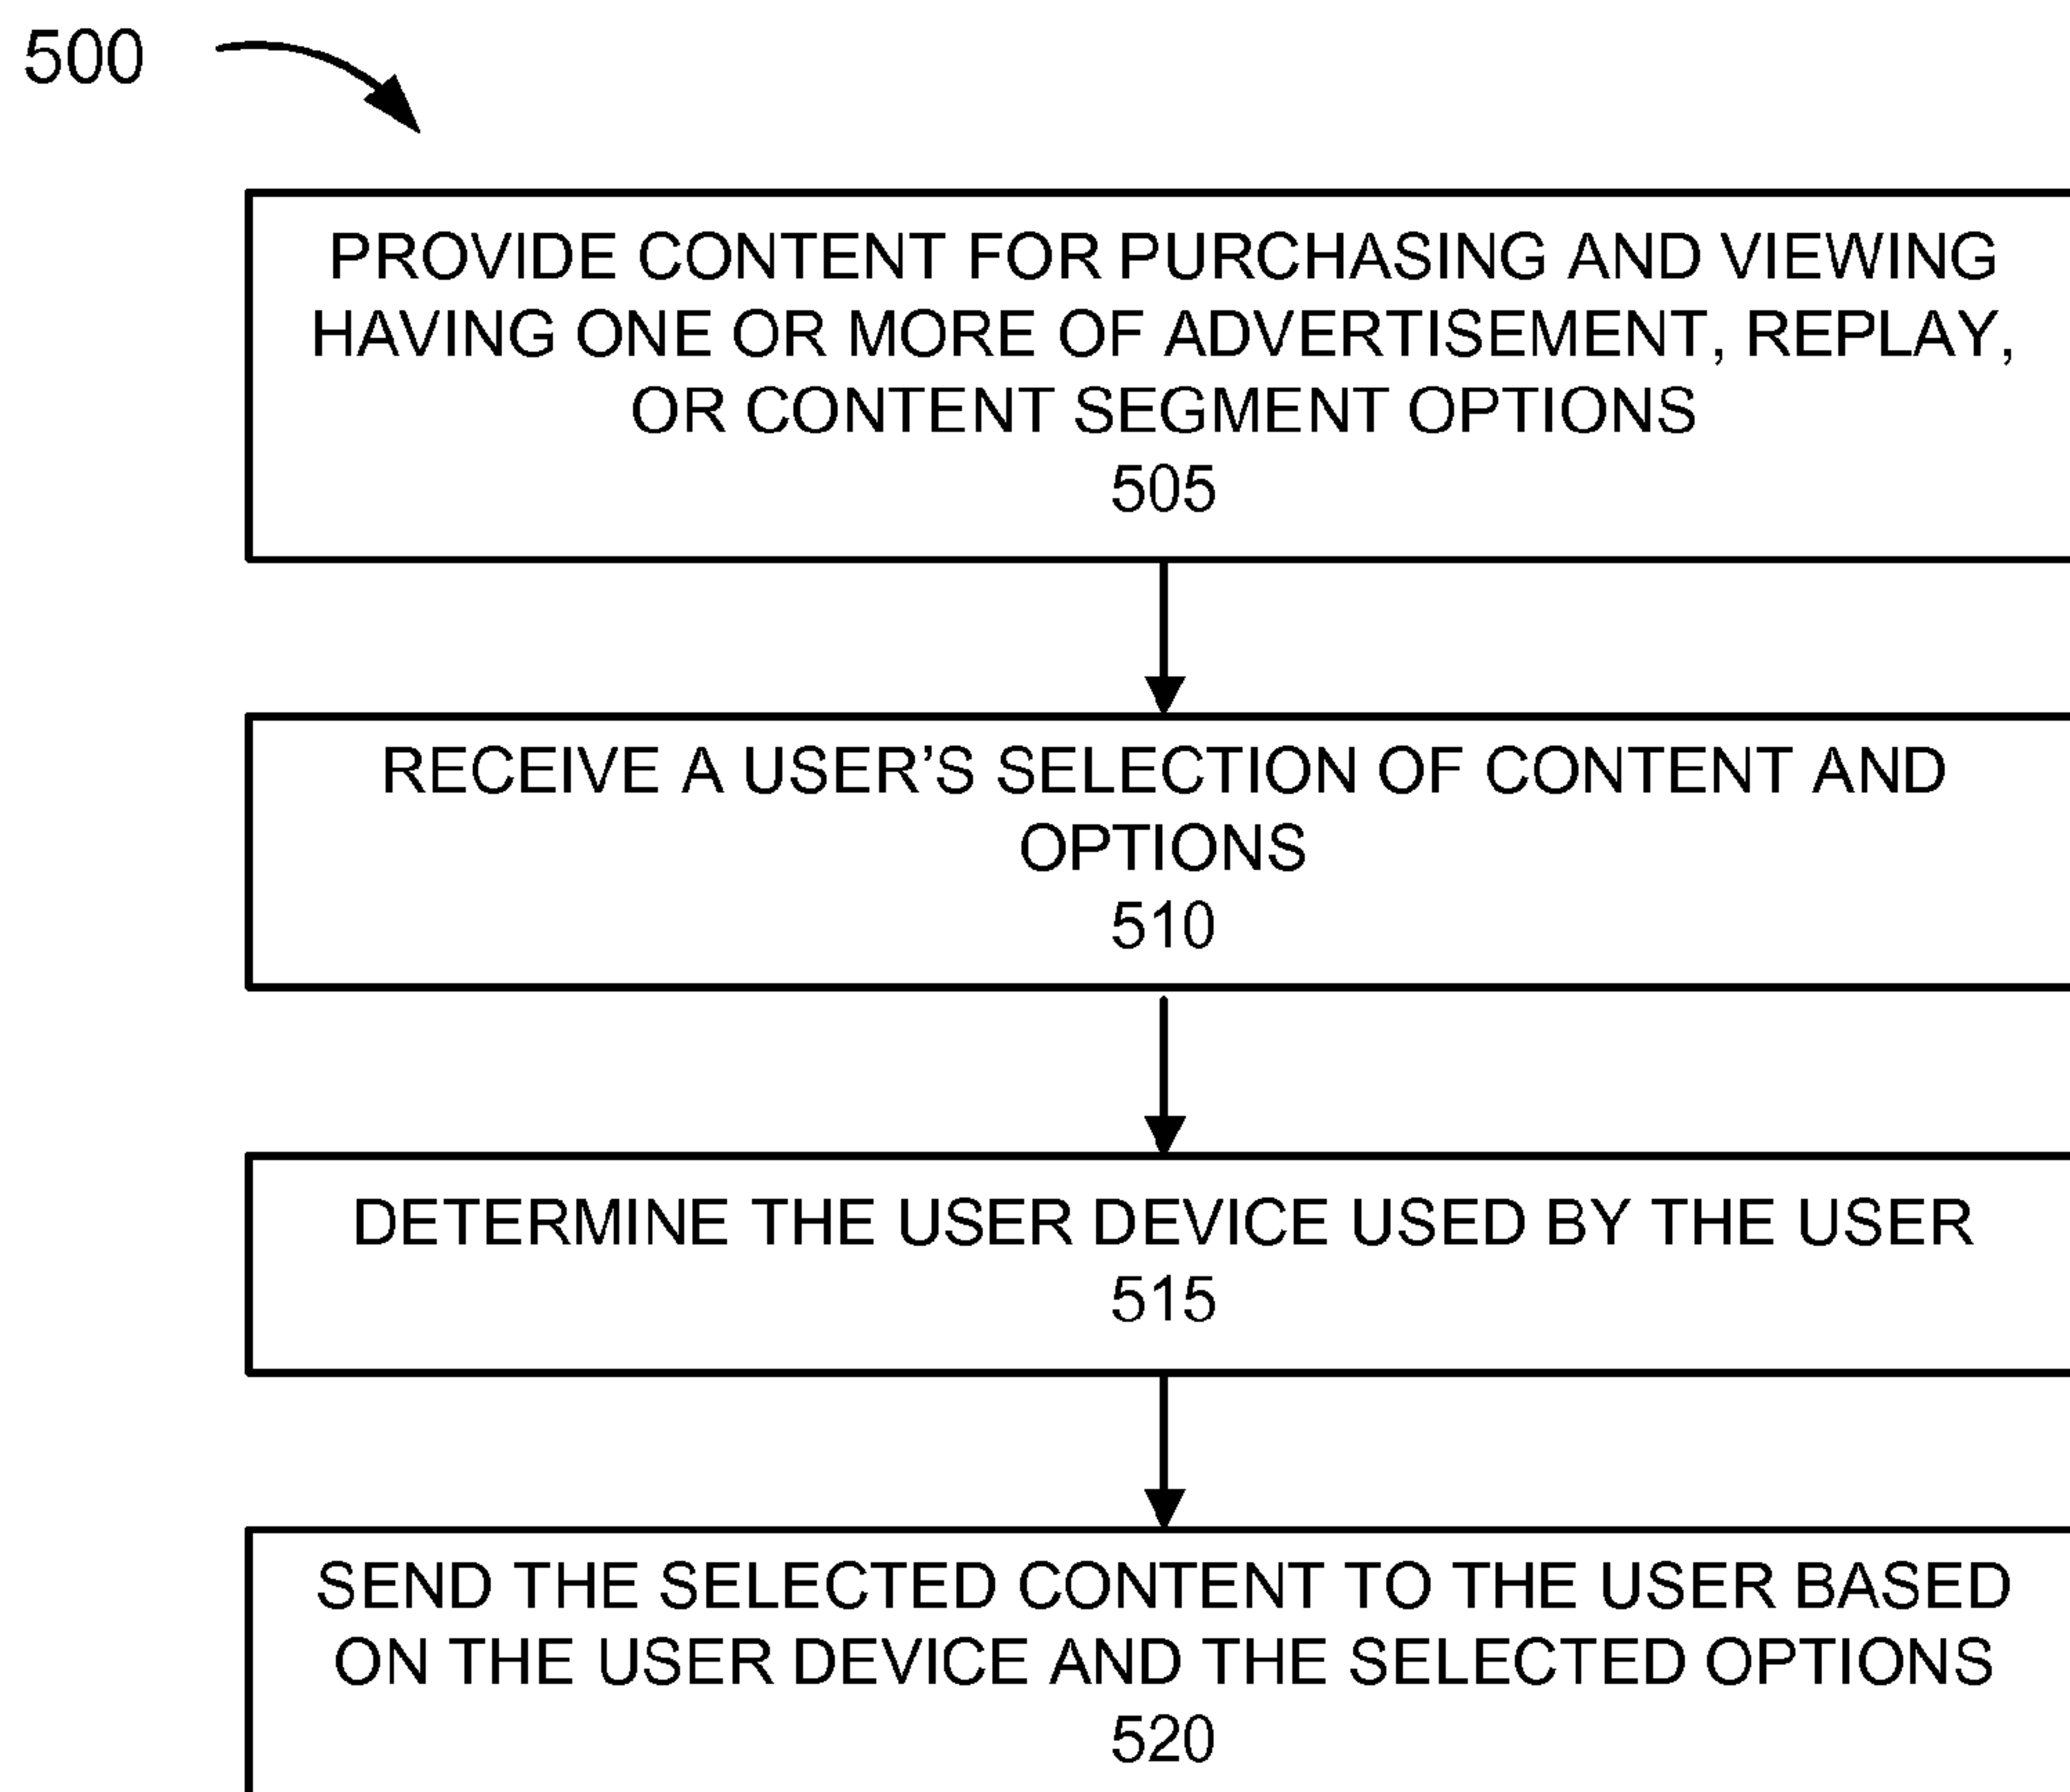 500
PROVIDE CONTENT FOR PURCHASING AND VIEWING
HAVING ONE OR MORE OF ADVERTISEMENT, REPLAY,
OR CONTENT SEGMENT OPTIONS
505
RECEIVE A USER’S SELECTION OF CONTENT AND
OPTIONS
510
DETERMINE THE USER DEVICE USED BY THE USER
515
SEND THE SELECTED CONTENT TO THE USER BASED
ON THE USER DEVICE AND THE SELECTED OPTIONS
520